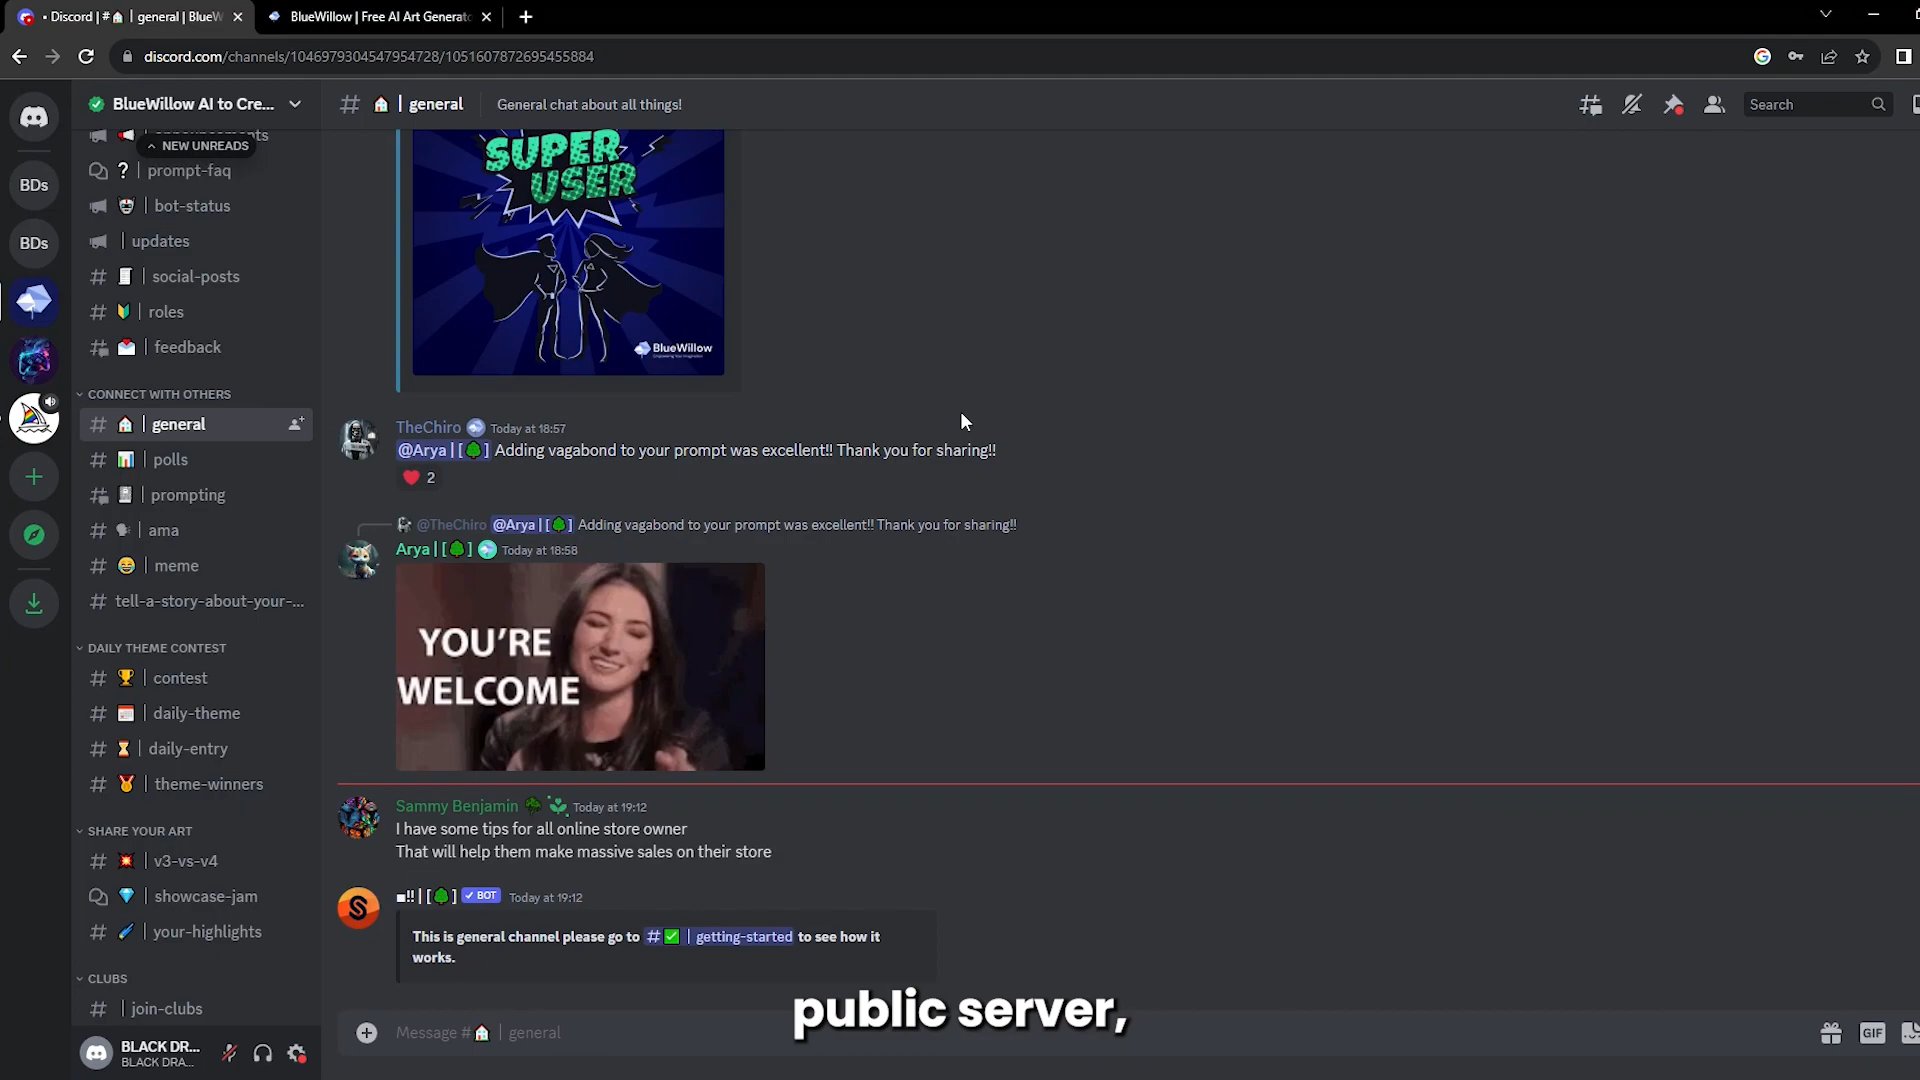 Discord | # | general | BlueW
BlueWillow | Free AI Art Generato
discord.com/channels/1046979304547954728/1051607872695455884
BlueWillow AI to Cre...
NEW UNREADS
? | prompt-faq
| bot-status
| updates
# | social-posts
# | roles
| feedback
CONNECT WITH OTHERS
# | general
# | polls
| prompting
# | ama
# | meme
# tell-a-story-about-your-...
DAILY THEME CONTEST
# | contest
# | daily-theme
# | daily-entry
# | theme-winners
SHARE YOUR ART
# | v3-vs-v4
| showcase-jam
# | your-highlights
CLUBS
# | join-clubs
BLACK DR...
BLACK DRA...
BDs
BDs
# | general
General chat about all things!
Search
SUPER
USER
BlueWillow
TheChiro Today at 18:57
@Arya | [🌳] Adding vagabond to your prompt was excellent!! Thank you for sharing!!
❤️ 2
@TheChiro @Arya | [🌳] Adding vagabond to your prompt was excellent!! Thank you for sharing!!
Arya | [🌳] Today at 18:58
YOU'RE
WELCOME
Sammy Benjamin Today at 19:12
I have some tips for all online store owner
That will help them make massive sales on their store
■!! | [🌳] ✓ BOT Today at 19:12
S
This is general channel please go to # ✅ | getting-started to see how it
works.
public server,
Message # 🏠 | general
GIF